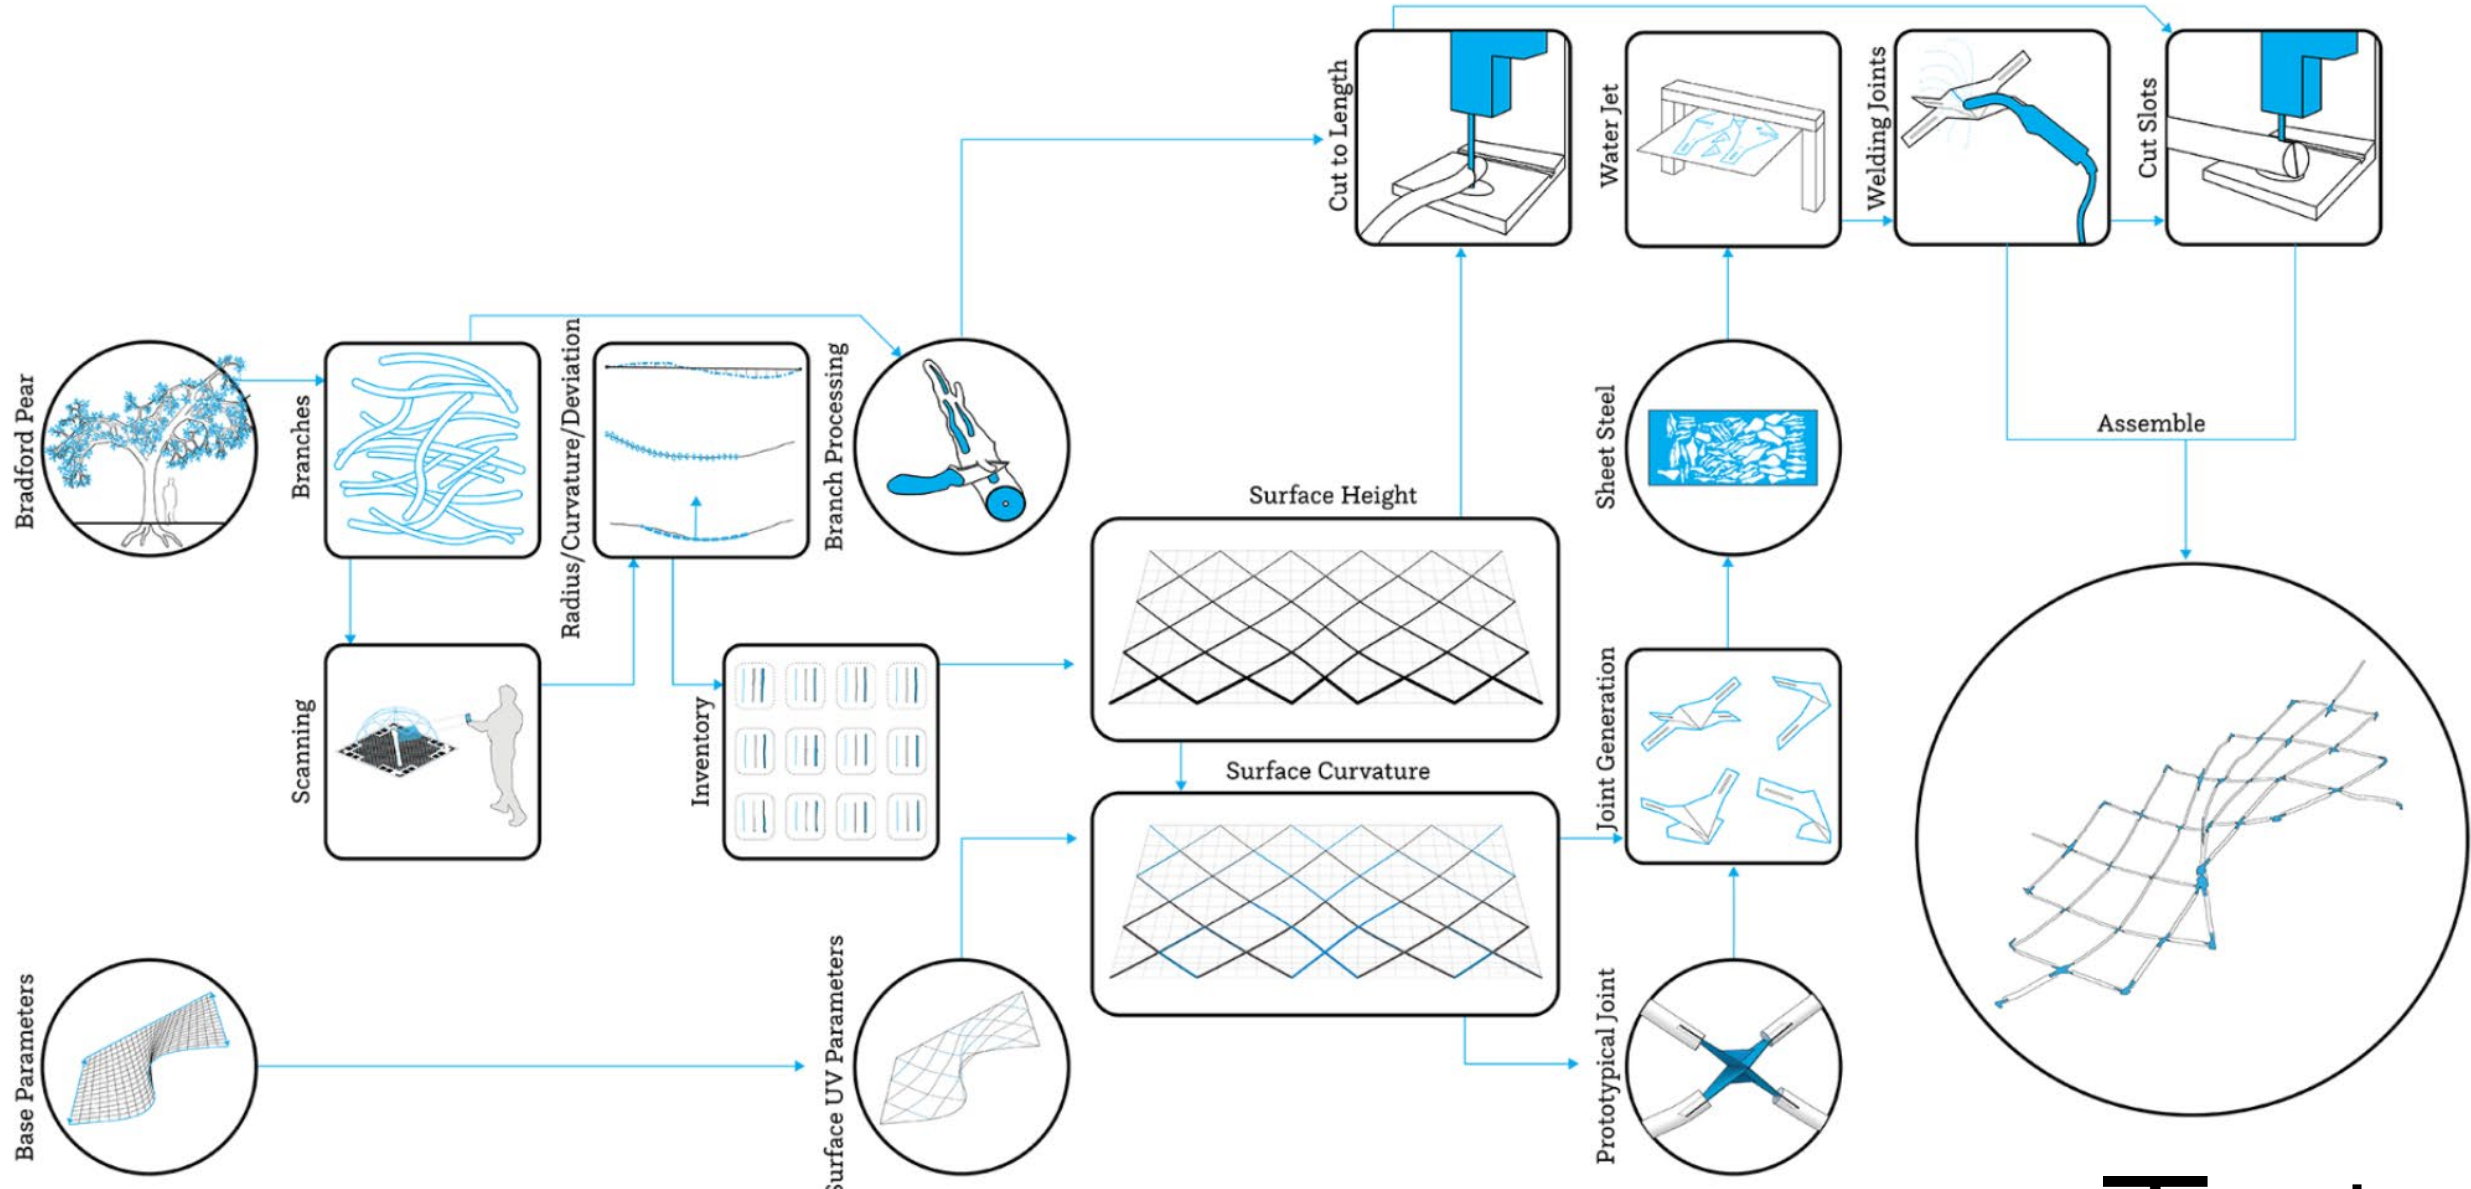 Cut to Length
Water Jet
Welding Joints
Cut Slots
Bradford Pear
Branches
Radius/Curvature/Deviation
Branch Processing
Surface Height
Sheet Steel
Assemble
Scanning
Inventory
Surface Curvature
Joint Generation
Base Parameters
Surface UV Parameters
Prototypical Joint